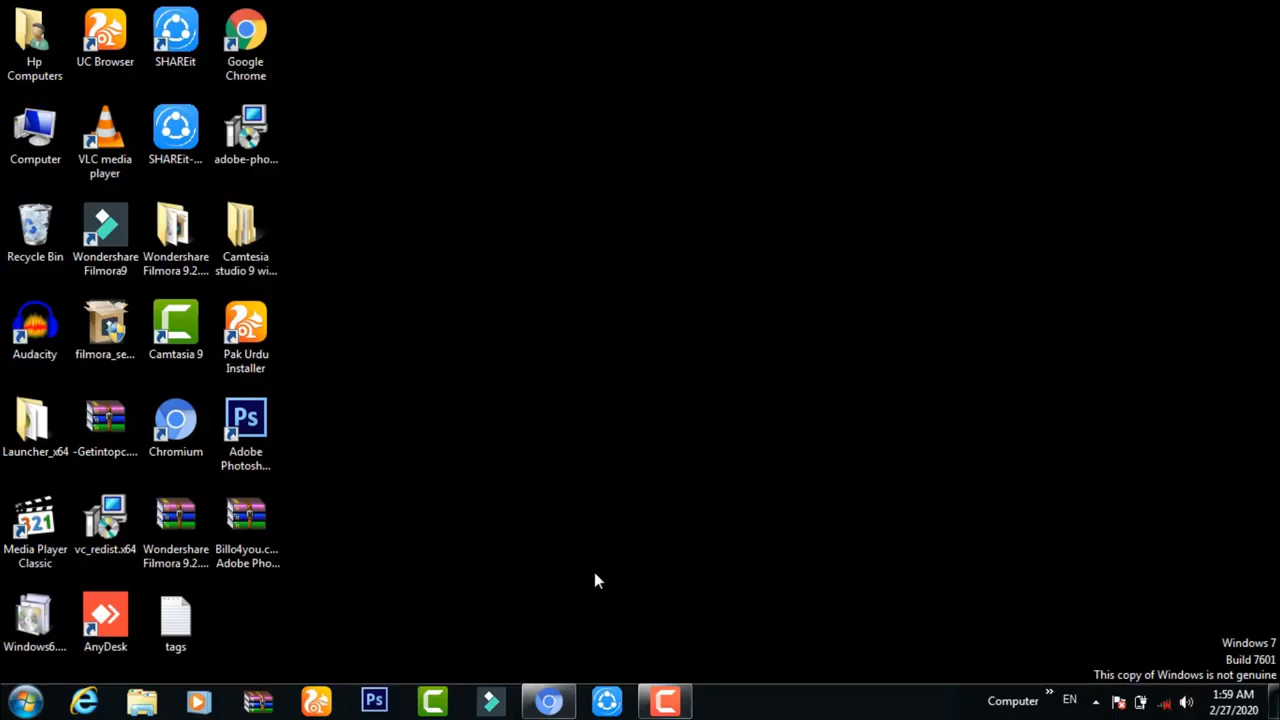 Hp
Computers
UC Browser
SHAREit
Google
Chrome
Computer
VLC media
player
SHAREit-...
adobe-pho...
Recycle Bin
Wondershare
Filmora9
Wondershare
Filmora 9.2....
Camtesia
studio 9 wi...
Audacity
filmora_se...
Camtasia 9
Pak Urdu
Installer
Launcher_x64
-Getintopc....
Chromium
Ps
Adobe
Photosh...
321
Media Player
Classic
vc_redist.x64
Wondershare
Filmora 9.2....
Billo4you.c...
Adobe Pho...
Windows6....
AnyDesk
tags
Windows 7
Build 7601
This copy of Windows is not genuine
Ps
Computer
»
EN
1:59 AM
2/27/2020